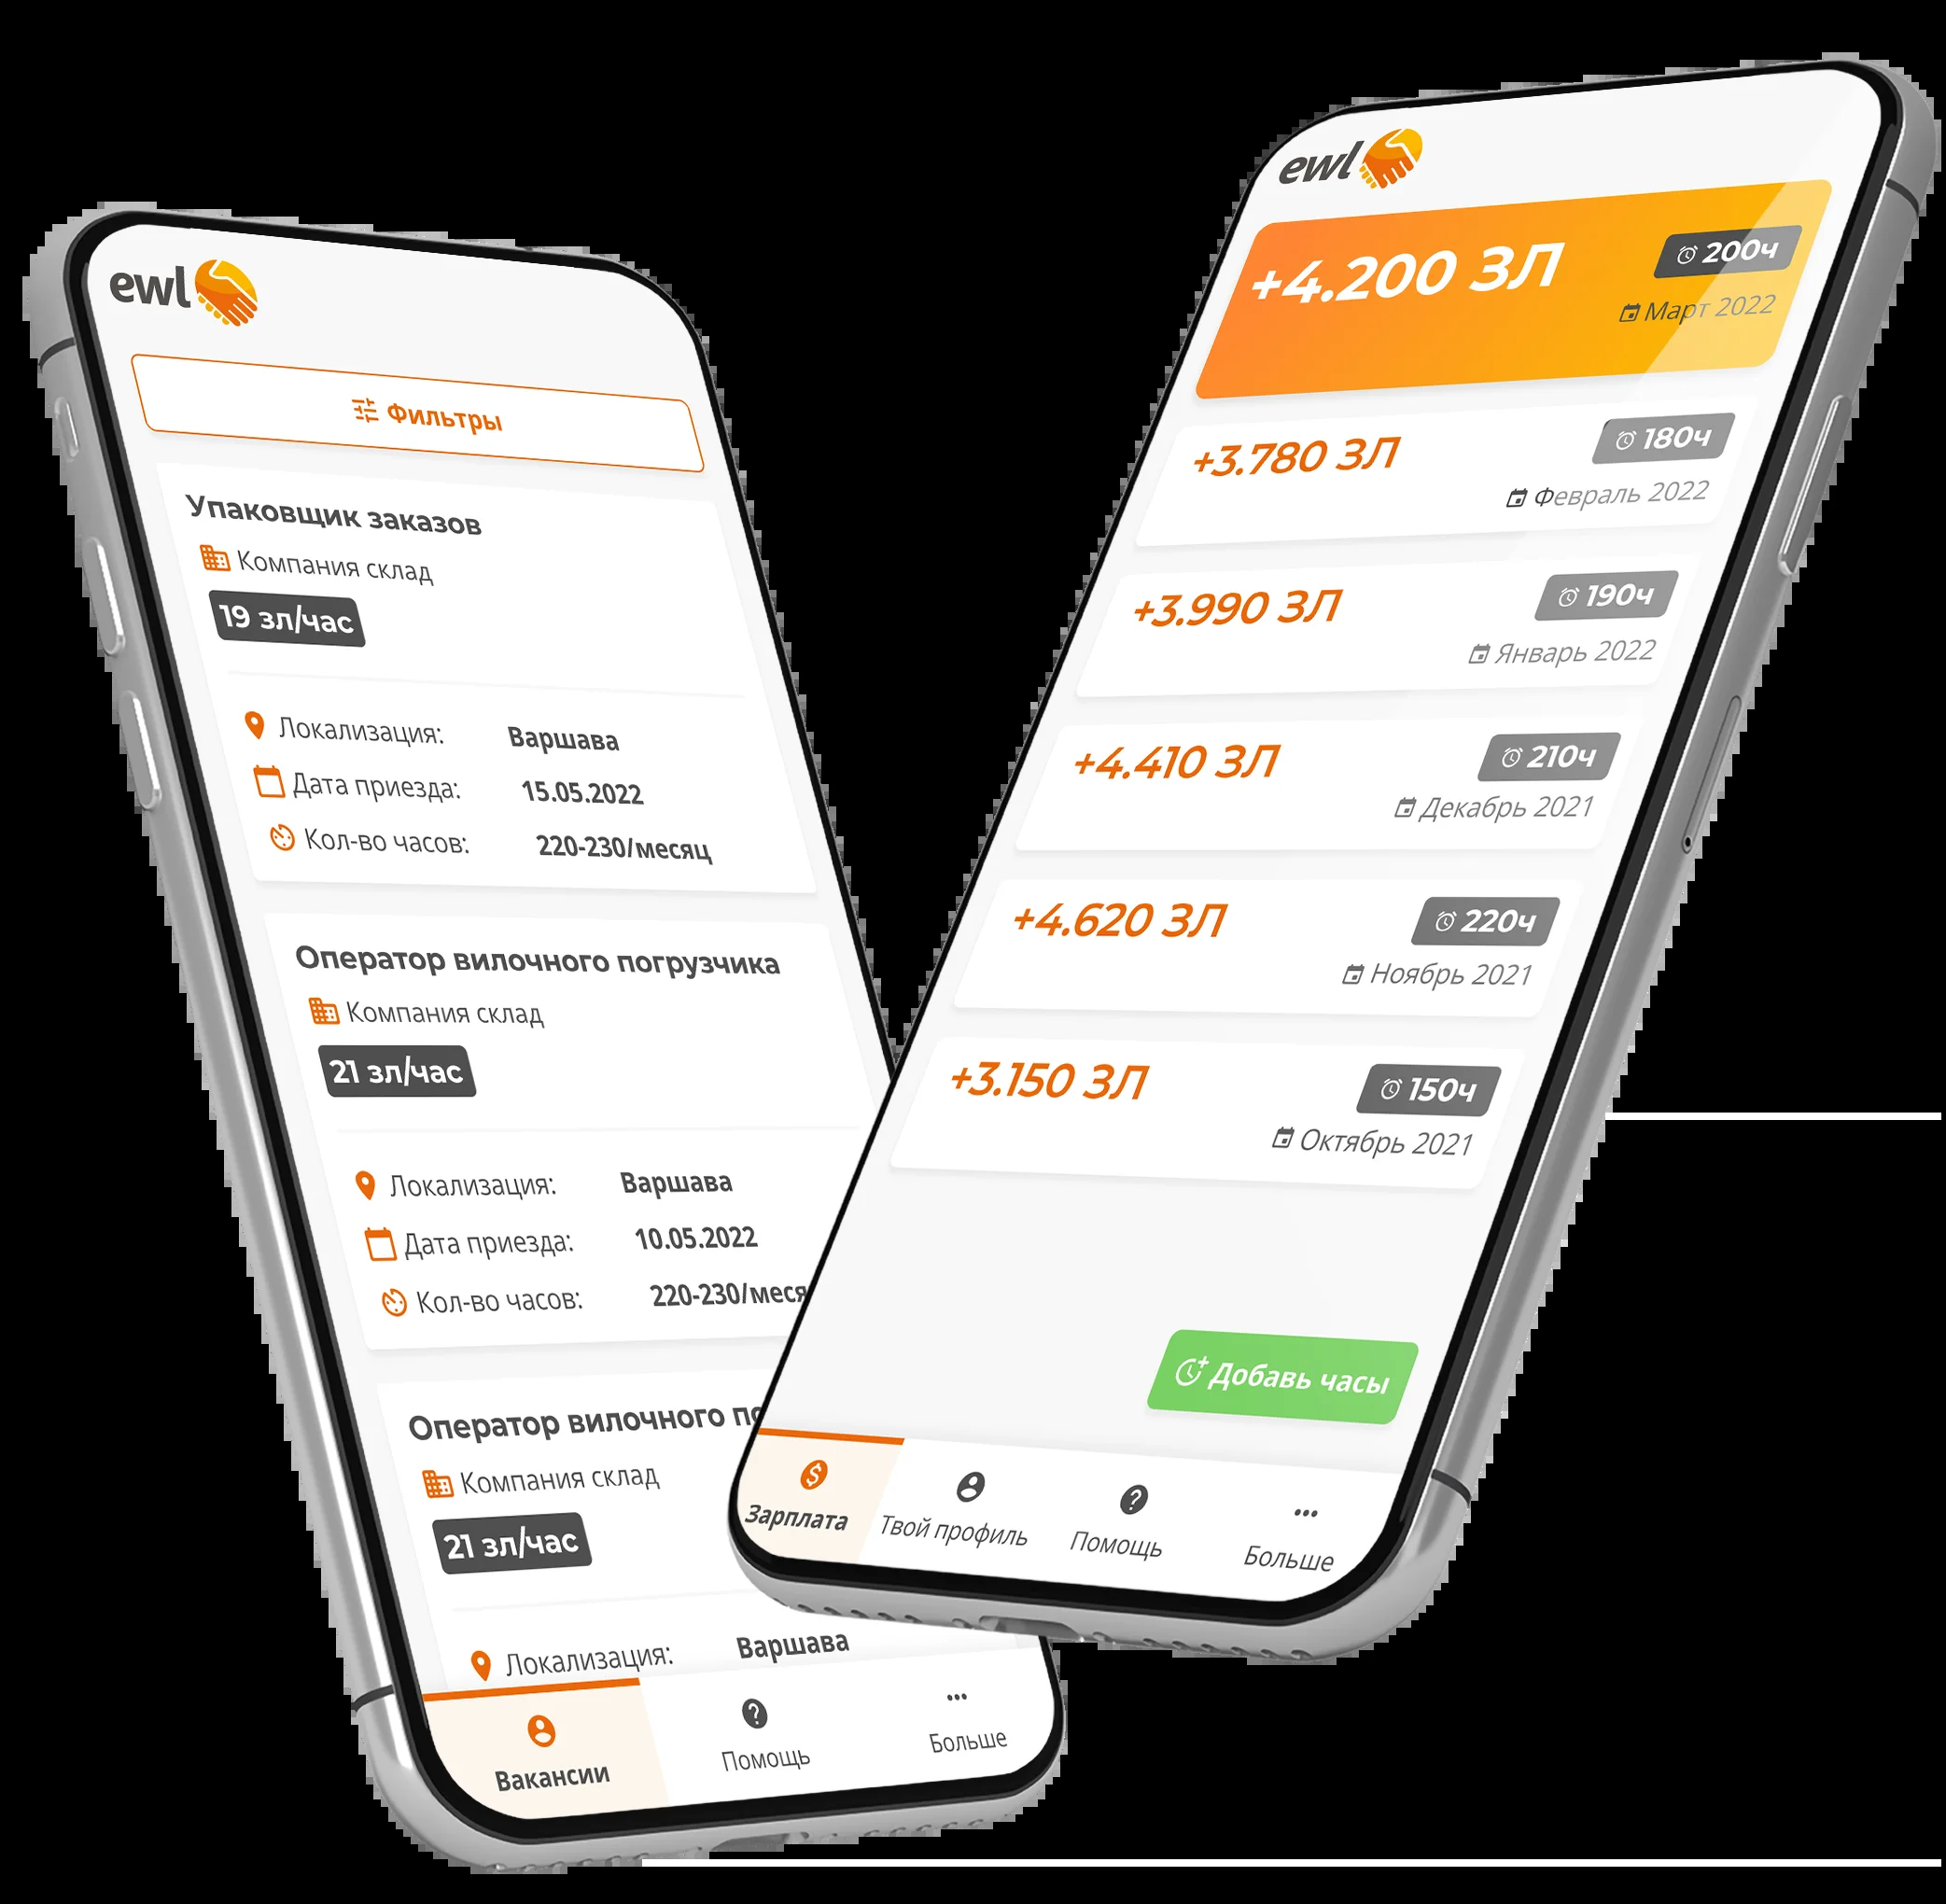 ewl
Фильтры
Упаковщик заказов
Компания склад
19 зл/час
Локализация: Варшава
Дата приезда: 15.05.2022
Кол-во часов: 220-230/месяц
Оператор вилочного погрузчика
Компания склад
21 зл/час
Локализация: Варшава
Дата приезда: 10.05.2022
Кол-во часов: 220-230/меся
Оператор вилочного по
Компания склад
21 зл/час
Локализация: Варшава
Вакансии
Помощь
Больше
ewl
+4.200 ЗЛ 200ч
Март 2022
+3.780 ЗЛ 180ч
Февраль 2022
+3.990 ЗЛ 190ч
Январь 2022
+4.410 ЗЛ 210ч
Декабрь 2021
+4.620 ЗЛ 220ч
Ноябрь 2021
+3.150 ЗЛ 150ч
Октябрь 2021
Добавь часы
Зарплата
Твой профиль
Помощь
Больше